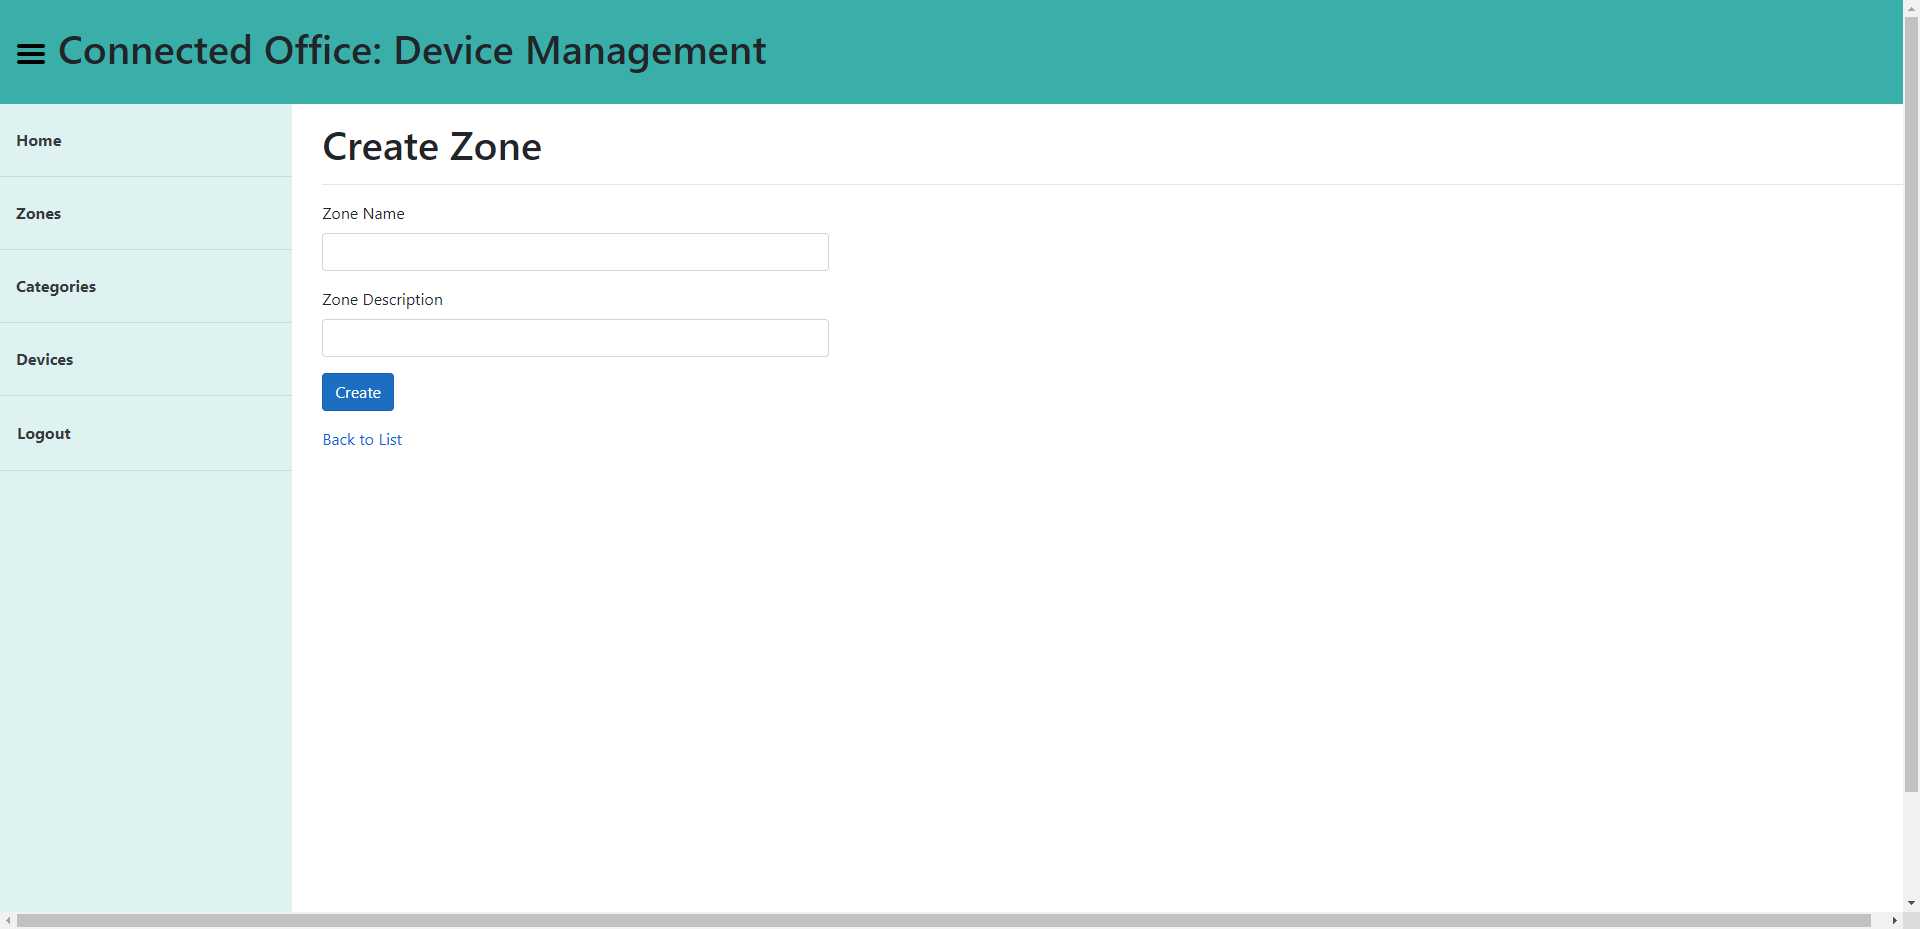 Connected Office: Device Management
Home
Zones
Categories
Devices
Logout
Create Zone
Zone Name
Zone Description
Create
Back to List